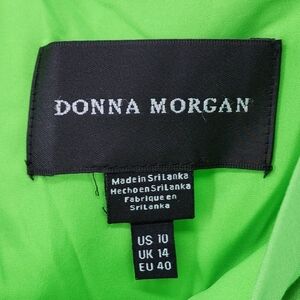 DONNA MORGAN
Made in Sri Lanka
Hecho en Sri Lanka
Fabrique en
Sri Lanka
US 10
UK 14
EU 40